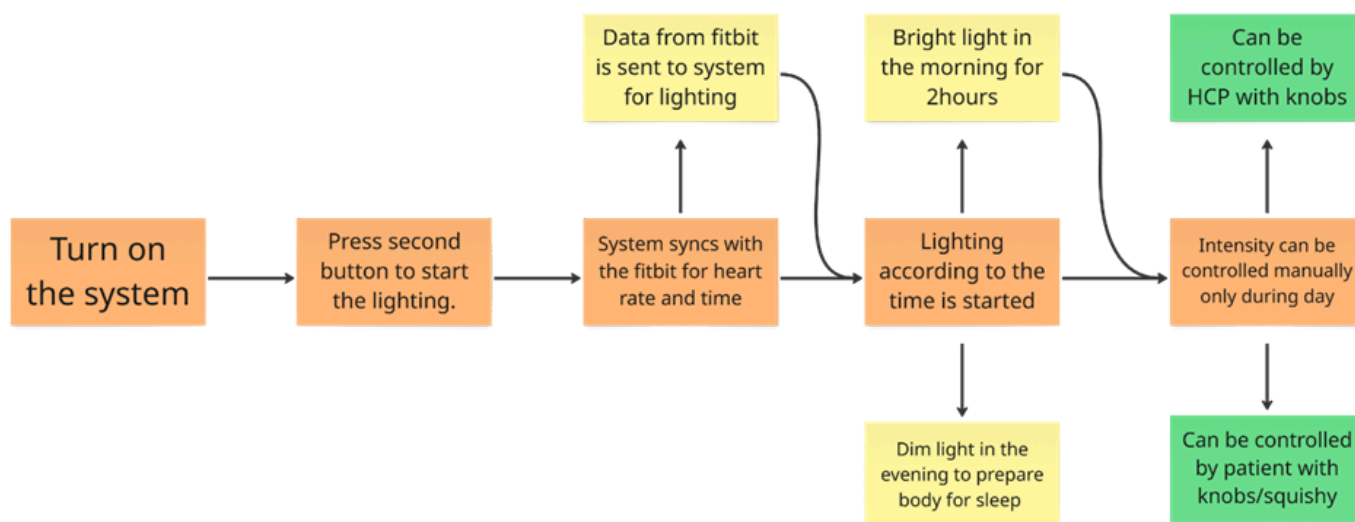 Data from fitbit
is sent to system
for lighting
Bright light in
the morning for
2hours
Can be
controlled by
HCP with knobs
Turn on
the system
Press second
button to start
the lighting.
System syncs with
the fitbit for heart
rate and time
Lighting
according to the
time is started
Intensity can be
controlled manually
only during day
Dim light in the
evening to prepare
body for sleep
Can be controlled
by patient with
knobs/squishy